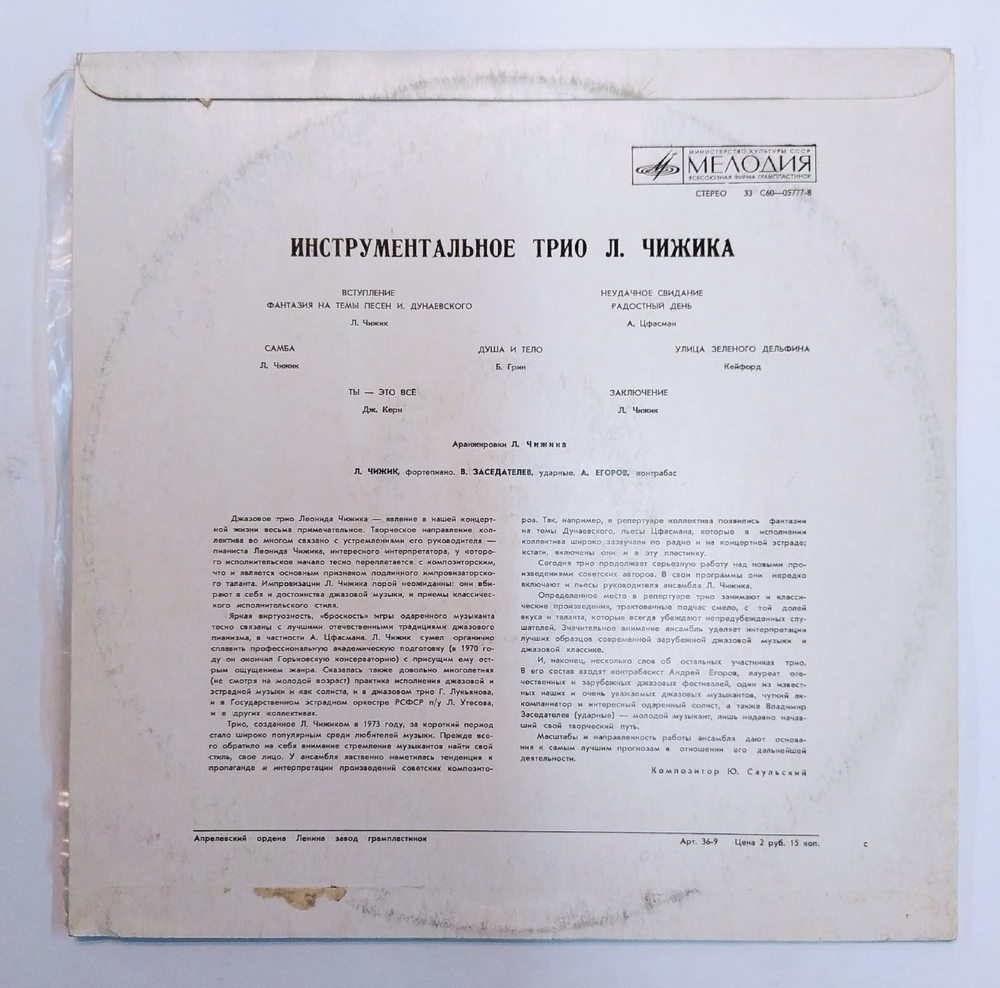 МИНИСТЕРСТВО КУЛЬТУРЫ СССР
МЕЛОДИЯ
ВСЕСОЮЗНАЯ ФИРМА ГРАМПЛАСТИНОК
СТЕРЕО 33 С60—05777-8
ИНСТРУМЕНТАЛЬНОЕ ТРИО Л. ЧИЖИКА
ВСТУПЛЕНИЕ
ФАНТАЗИЯ НА ТЕМЫ ПЕСЕН И. ДУНАЕВСКОГО
Л. Чижик
НЕУДАЧНОЕ СВИДАНИЕ
РАДОСТНЫЙ ДЕНЬ
А. Цфасман
САМБА
Л. Чижик
ДУША И ТЕЛО
Б. Грин
УЛИЦА ЗЕЛЕНОГО ДЕЛЬФИНА
Кейфорд
ТЫ — ЭТО ВСЁ
Дж. Керн
ЗАКЛЮЧЕНИЕ
Л. Чижик
Аранжировки Л. Чижика
Л. ЧИЖИК, фортепиано. В. ЗАСЕДАТЕЛЕВ, ударные. А. ЕГОРОВ, контрабас
Джазовое трио Леонида Чижика — явление в нашей концерт-
ной жизни весьма примечательное. Творческое направление кол-
лектива во многом связано с устремлениями его руководителя —
пианиста Леонида Чижика, интересного интерпретатора, у которо-
го исполнительское начало тесно переплетается с композиторским,
что и является основным признаком подлинного импровизаторско-
го таланта. Импровизации Л. Чижика порой неожиданны: они вби-
рают в себя и достоинства джазовой музыки, и приемы классичес-
кого исполнительского стиля.
Яркая виртуозность, «броскость» игры одаренного музыканта
тесно связаны с лучшими отечественными традициями джазового
пианизма, в частности А. Цфасмана. Л. Чижик сумел органично
сплавить профессиональную академическую подготовку (в 1970 го-
ду он окончил Горьковскую консерваторию) с присущим ему ост-
рым ощущением жанра. Сказалась также довольно многолетняя
(не смотря на молодой возраст) практика исполнения джазовой и
эстрадной музыки и как солиста, и в джазовом трио Г. Лукьянова,
и в Государственном эстрадном оркестре РСФСР п/у Л. Утесова,
и в других коллективах.
Трио, созданное Л. Чижиком в 1973 году, за короткий период
стало широко популярным среди любителей музыки. Прежде все-
го обратило на себя внимание стремление музыкантов найти свой
стиль, свое лицо. У ансамбля явственно наметилась тенденция к
пропаганде и интерпретации произведений советских композито-
ров. Так, например, в репертуаре коллектива появились фантазии
на темы Дунаевского, пьесы Цфасмана, которые в исполнении
коллектива широко зазвучали по радио и на концертной эстраде;
кстати, включены они и в эту пластинку.
Сегодня трио продолжает серьезную работу над новыми про-
изведениями советских авторов. В свои программы они нередко
включают и пьесы руководителя ансамбля Л. Чижика.
Определенное место в репертуаре трио занимают и класси-
ческие произведения, трактованные подчас смело, с той долей
вкуса и таланта, которые всегда убеждают непредубежденных слу-
шателей. Значительное внимание ансамбль уделяет интерпретации
лучших образцов современной зарубежной джазовой музыки и
джазовой классике.
И, наконец, несколько слов об остальных участниках трио.
В его состав входят контрабасист Андрей Егоров, лауреат оте-
чественных и зарубежных джазовых фестивалей, один из извест-
ных наших и очень уважаемых джазовых музыкантов, чуткий ак-
компаниатор и интересный одаренный солист, а также Владимир
Заседателев (ударные) — молодой музыкант, лишь недавно начав-
ший свой творческий путь.
Масштабы и направленность работы ансамбля дают основа-
ния к самым лучшим прогнозам в отношении его дальнейшей
деятельности.
Композитор Ю. Саульский
Апрелевский ордена Ленина завод грампластинок
Арт. 36-9 Цена 2 руб. 15 коп. с